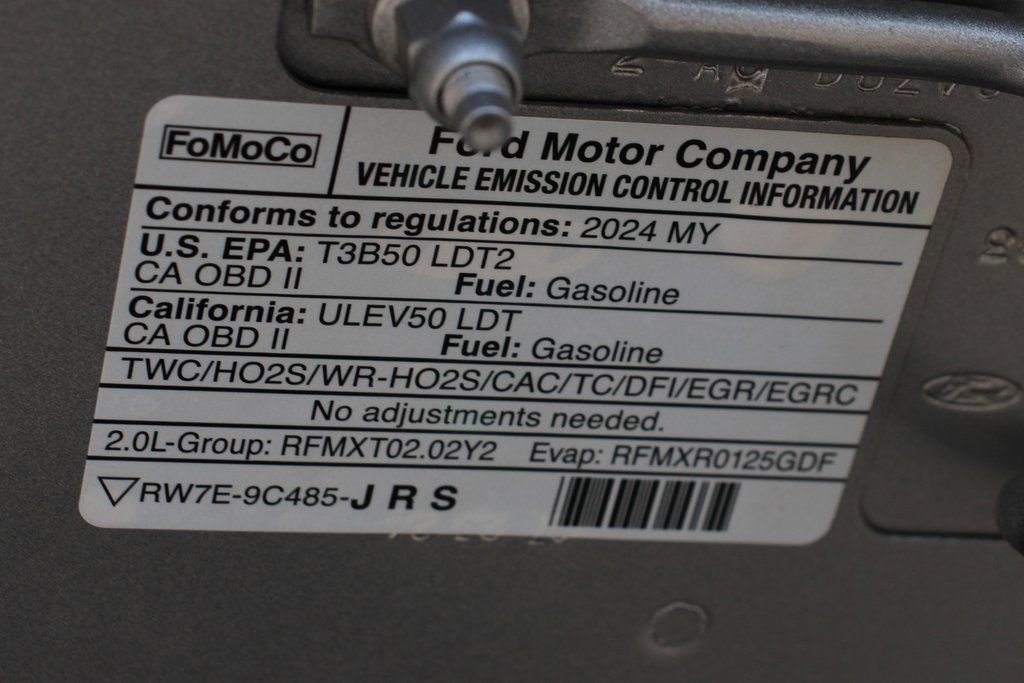 FoMoCo
Ford Motor Company
VEHICLE EMISSION CONTROL INFORMATION
Conforms to regulations: 2024 MY
U.S. EPA: T3B50 LDT2
CA OBD II Fuel: Gasoline
California: ULEV50 LDT
CA OBD II Fuel: Gasoline
TWC/HO2S/WR-HO2S/CAC/TC/DFI/EGR/EGRC
No adjustments needed.
2.0L-Group: RFMXT02.02Y2 Evap: RFMXR0125GDF
RW7E-9C485-J R S